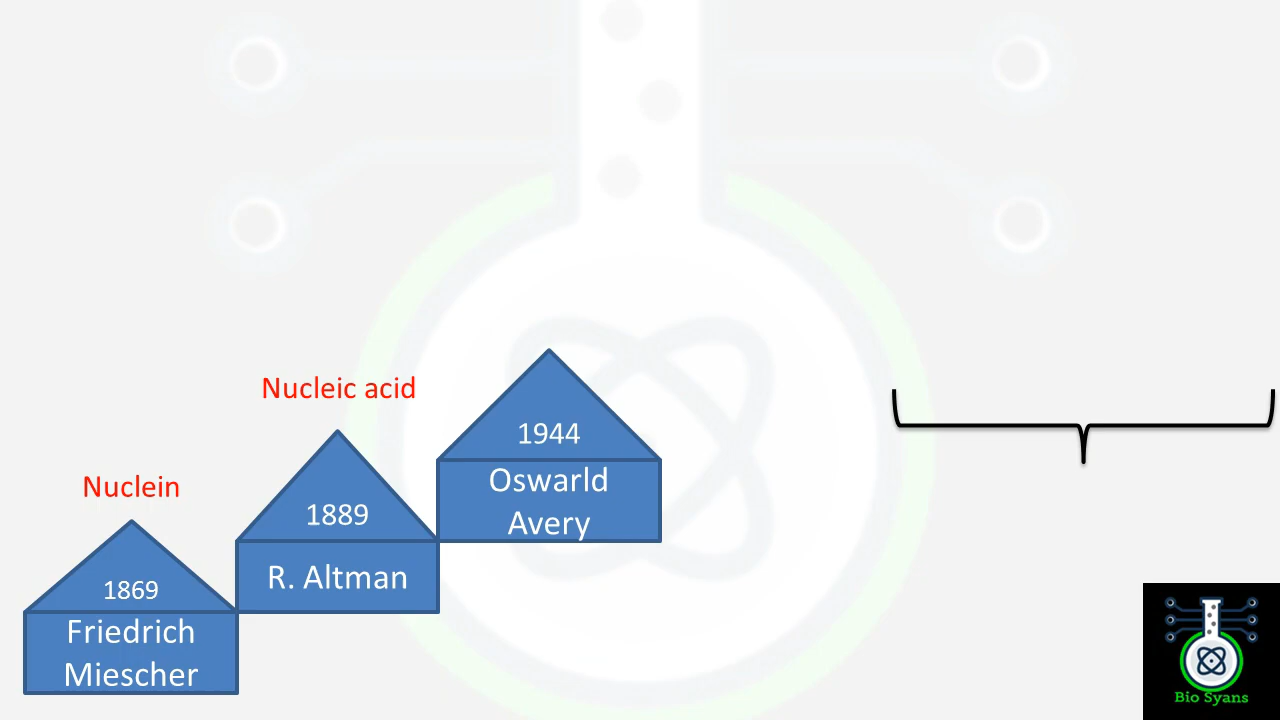 Nuclein
1869
Friedrich
Miescher
Nucleic acid
1889
R. Altman
1944
Oswarld
Avery
Bio Syans